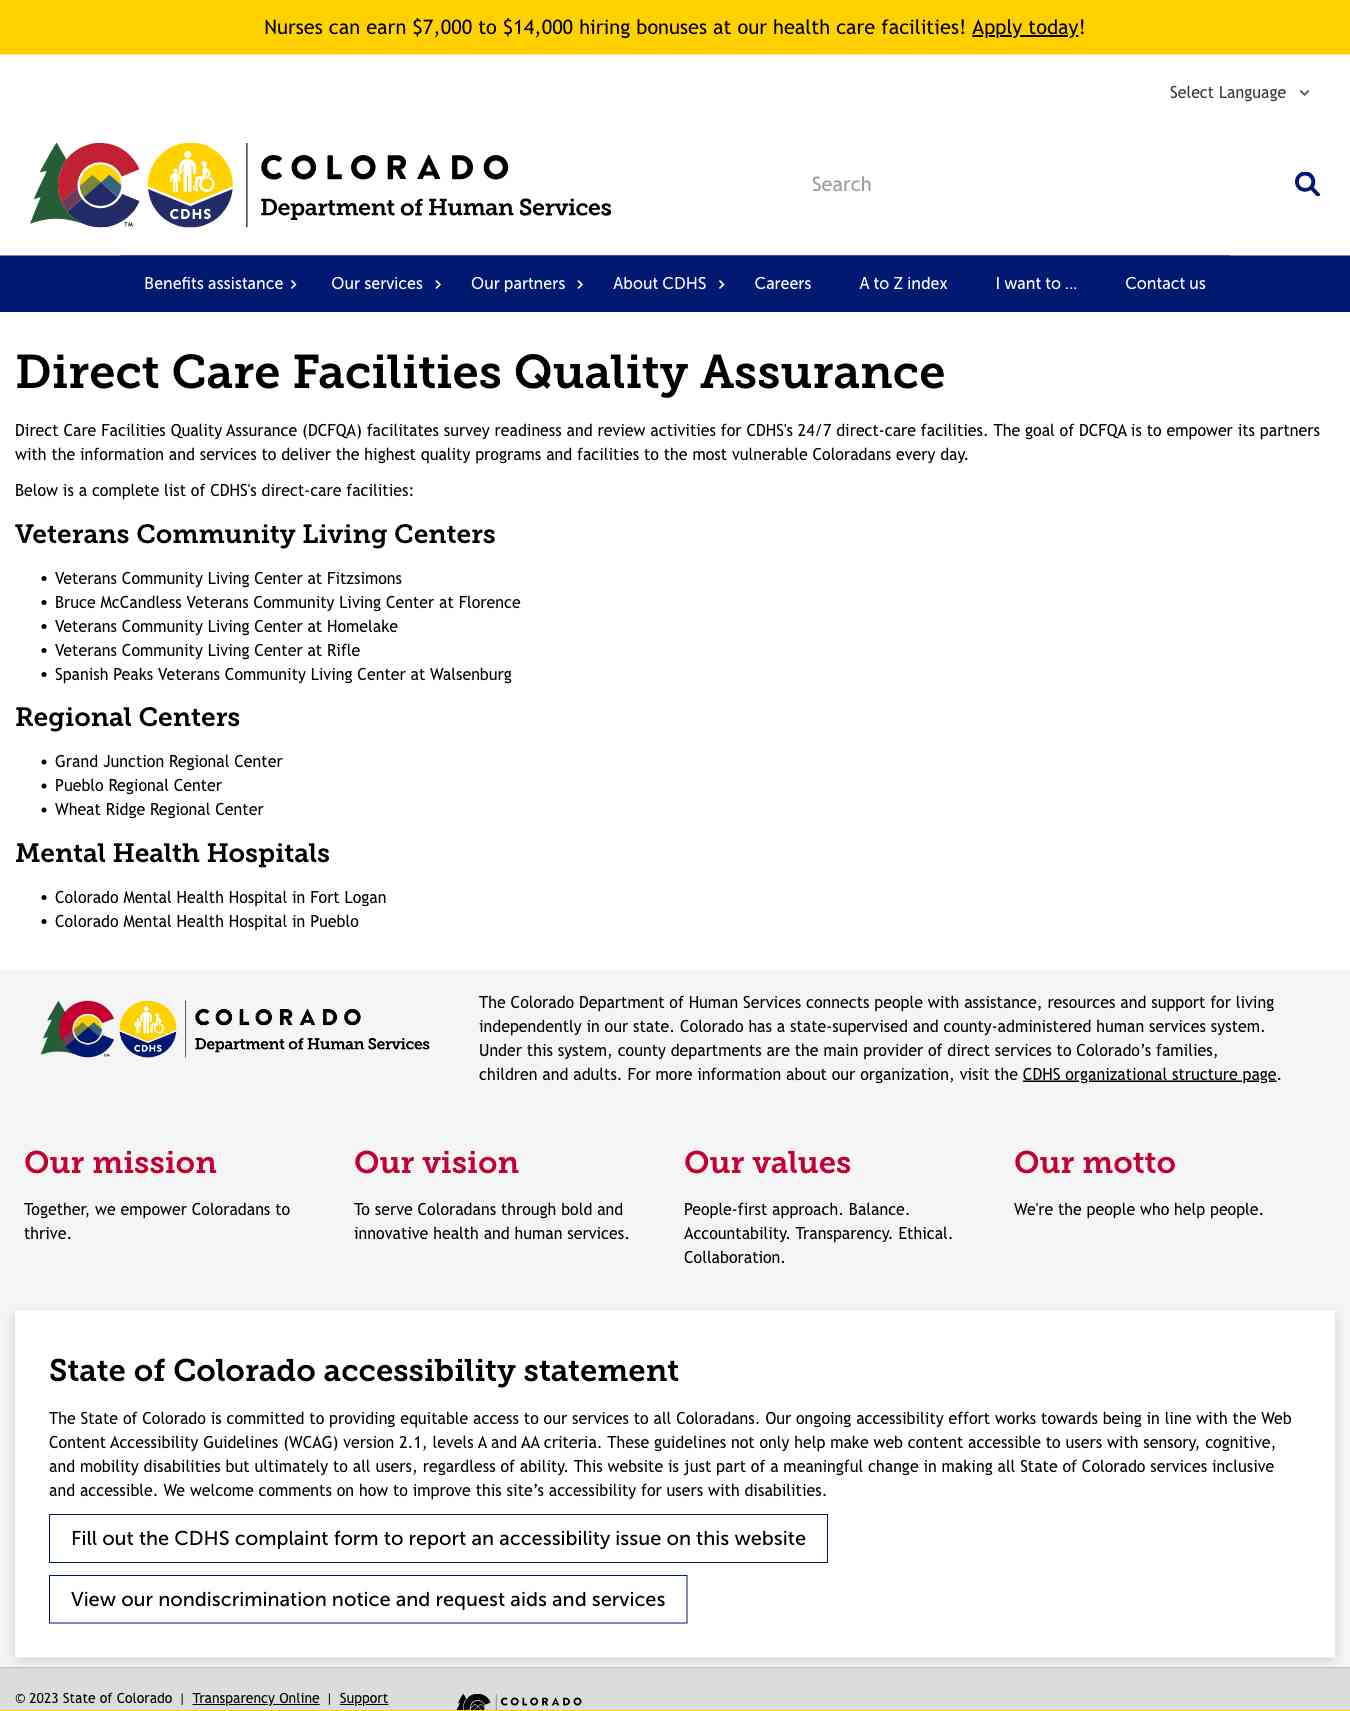 Nurses can earn $7,000 to $14,000 hiring bonuses at our health care facilities! Apply today!
Select Language
CDHS
TM
COLORADO
Department of Human Services
Search
Benefits assistance
Our services
Our partners
About CDHS
Careers
A to Z index
I want to ...
Contact us
Direct Care Facilities Quality Assurance
Direct Care Facilities Quality Assurance (DCFQA) facilitates survey readiness and review activities for CDHS's 24/7 direct-care facilities. The goal of DCFQA is to empower its partners
with the information and services to deliver the highest quality programs and facilities to the most vulnerable Coloradans every day.
Below is a complete list of CDHS's direct-care facilities:
Veterans Community Living Centers
• Veterans Community Living Center at Fitzsimons
• Bruce McCandless Veterans Community Living Center at Florence
• Veterans Community Living Center at Homelake
• Veterans Community Living Center at Rifle
• Spanish Peaks Veterans Community Living Center at Walsenburg
Regional Centers
• Grand Junction Regional Center
• Pueblo Regional Center
• Wheat Ridge Regional Center
Mental Health Hospitals
• Colorado Mental Health Hospital in Fort Logan
• Colorado Mental Health Hospital in Pueblo
CDHS
COLORADO
Department of Human Services
The Colorado Department of Human Services connects people with assistance, resources and support for living
independently in our state. Colorado has a state-supervised and county-administered human services system.
Under this system, county departments are the main provider of direct services to Colorado’s families,
children and adults. For more information about our organization, visit the CDHS organizational structure page.
Our mission
Together, we empower Coloradans to
thrive.
Our vision
To serve Coloradans through bold and
innovative health and human services.
Our values
People-first approach. Balance.
Accountability. Transparency. Ethical.
Collaboration.
Our motto
We're the people who help people.
State of Colorado accessibility statement
The State of Colorado is committed to providing equitable access to our services to all Coloradans. Our ongoing accessibility effort works towards being in line with the Web
Content Accessibility Guidelines (WCAG) version 2.1, levels A and AA criteria. These guidelines not only help make web content accessible to users with sensory, cognitive,
and mobility disabilities but ultimately to all users, regardless of ability. This website is just part of a meaningful change in making all State of Colorado services inclusive
and accessible. We welcome comments on how to improve this site’s accessibility for users with disabilities.
Fill out the CDHS complaint form to report an accessibility issue on this website
View our nondiscrimination notice and request aids and services
© 2023 State of Colorado | Transparency Online | Support
COLORADO